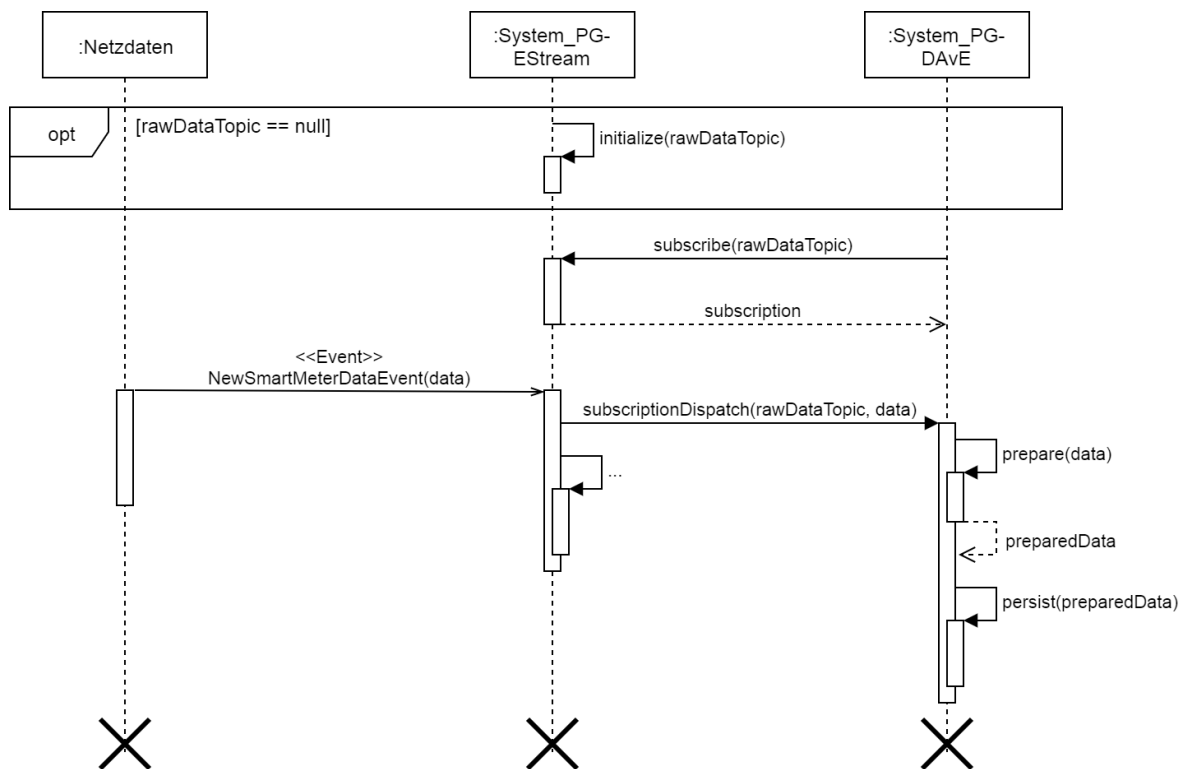 :Netzdaten
:System_PG-
EStream
:System_PG-
DAvE
opt
[rawDataTopic == null]
initialize(rawDataTopic)
subscribe(rawDataTopic)
subscription
<<Event>>
NewSmartMeterDataEvent(data)
subscriptionDispatch(rawDataTopic, data)
prepare(data)
...
preparedData
persist(preparedData)